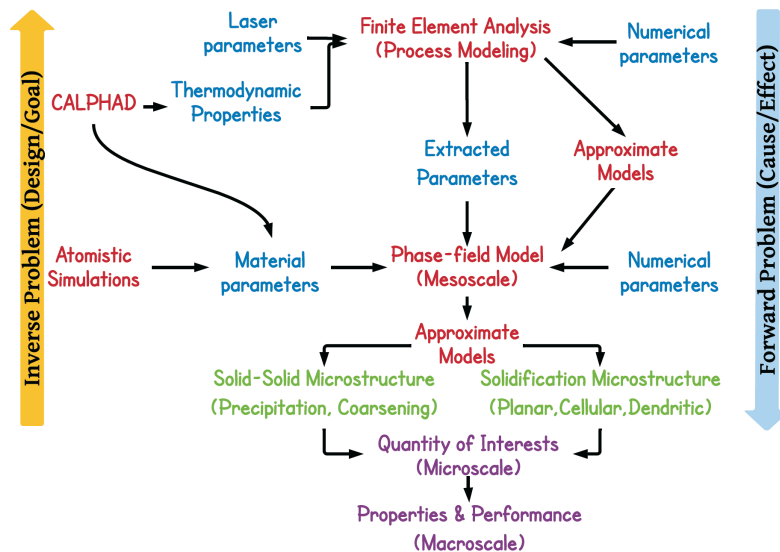 Inverse Problem (Design/Goal)
Laser
parameters
Finite Element Analysis
(Process Modeling)
Numerical
parameters
CALPHAD
Thermodynamic
Properties
Extracted
Parameters
Approximate
Models
Atomistic
Simulations
Material
parameters
Phase-field Model
(Mesoscale)
Numerical
parameters
Approximate
Models
Solid-Solid Microstructure
(Precipitation, Coarsening)
Solidification Microstructure
(Planar,Cellular,Dendritic)
Quantity of Interests
(Microscale)
Properties & Performance
(Macroscale)
Forward Problem (Cause/Effect)